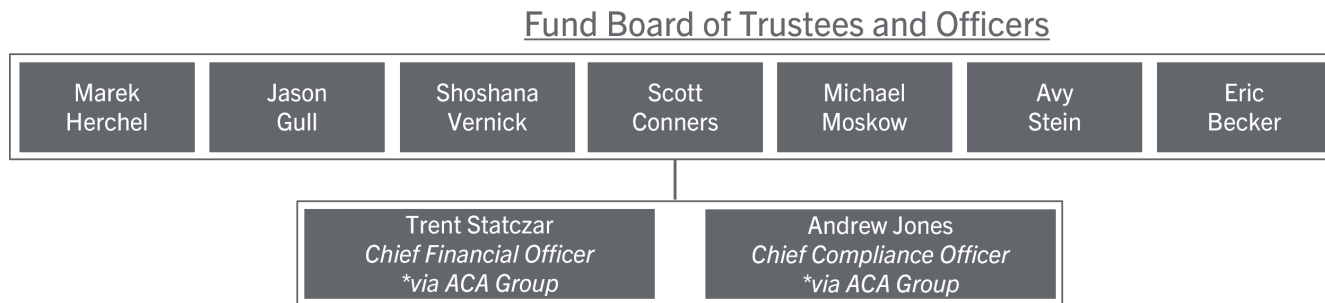 Fund Board of Trustees and Officers
Marek
Herchel
Jason
Gull
Shoshana
Vernick
Scott
Conners
Michael
Moskow
Avy
Stein
Eric
Becker
Trent Statczar
Chief Financial Officer
*via ACA Group
Andrew Jones
Chief Compliance Officer
*via ACA Group